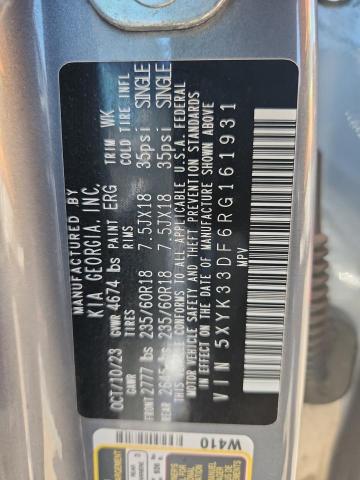 MANUFACTURED BY
KIA GEORGIA, INC.
OCT/10/23 PAINT ERG TRIM WK
GVWR 4674 lbs
GAWR TIRES RIMS COLD TIRE INFL
FRONT 2777 lbs 235/60R18 7.5JX18 35psi SINGLE
REAR 235/60R18 7.5JX18 35psi SINGLE
THIS VEHICLE CONFORMS TO ALL APPLICABLE U.S.A. FEDERAL
MOTOR VEHICLE SAFETY AND THEFT PREVENTION STANDARDS
IN EFFECT ON THE DATE OF MANUFACTURE SHOWN ABOVE
VIN 5XYK33DF6RG161931
MPV
W410